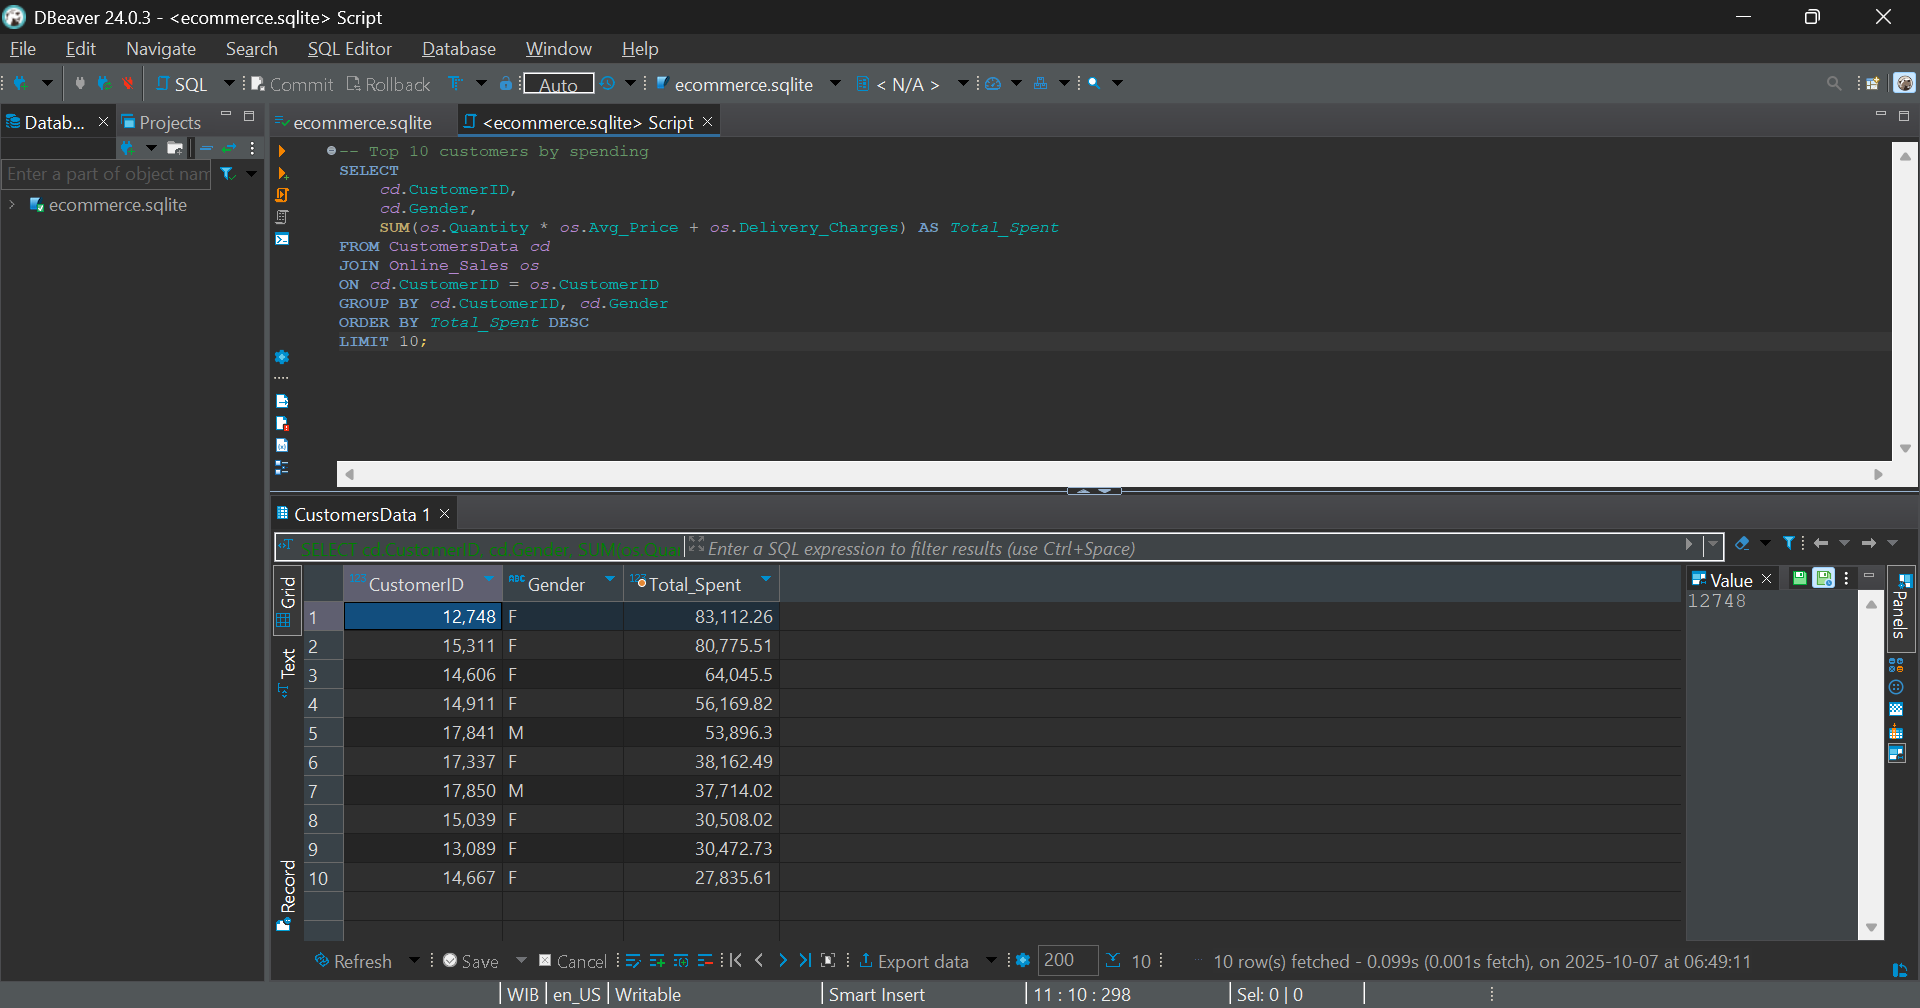 DBeaver 24.0.3 - <ecommerce.sqlite> Script
File Edit Navigate Search SQL Editor Database Window Help
SQL Commit Rollback Auto ecommerce.sqlite < N/A >
Datab... Projects ecommerce.sqlite <ecommerce.sqlite> Script
Enter a part of object nam
ecommerce.sqlite
-- Top 10 customers by spending
SELECT
cd.CustomerID,
cd.Gender,
SUM(os.Quantity * os.Avg_Price + os.Delivery_Charges) AS Total_Spent
FROM CustomersData cd
JOIN Online_Sales os
ON cd.CustomerID = os.CustomerID
GROUP BY cd.CustomerID, cd.Gender
ORDER BY Total_Spent DESC
LIMIT 10;
CustomersData 1
SELECT cd.CustomerID, cd.Gender, SUM(os.Quan Enter a SQL expression to filter results (use Ctrl+Space)
Grid
Text
Record
123 CustomerID ABC Gender 123 Total_Spent
1 12,748 F 83,112.26
2 15,311 F 80,775.51
3 14,606 F 64,045.5
4 14,911 F 56,169.82
5 17,841 M 53,896.3
6 17,337 F 38,162.49
7 17,850 M 37,714.02
8 15,039 F 30,508.02
9 13,089 F 30,472.73
10 14,667 F 27,835.61
Value
12748
Panels
Refresh Save Cancel Export data 200 10 10 row(s) fetched - 0.099s (0.001s fetch), on 2025-10-07 at 06:49:11
WIB en_US Writable Smart Insert 11 : 10 : 298 Sel: 0 | 0